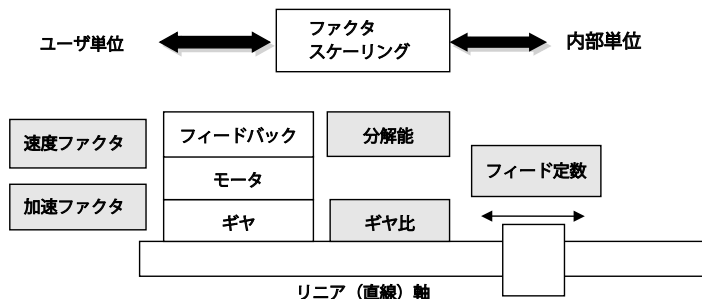 ユーザ単位
ファクタ
スケーリング
内部単位
速度ファクタ
加速ファクタ
フィードバック
モータ
ギヤ
分解能
ギヤ比
フィード定数
リニア（直線）軸